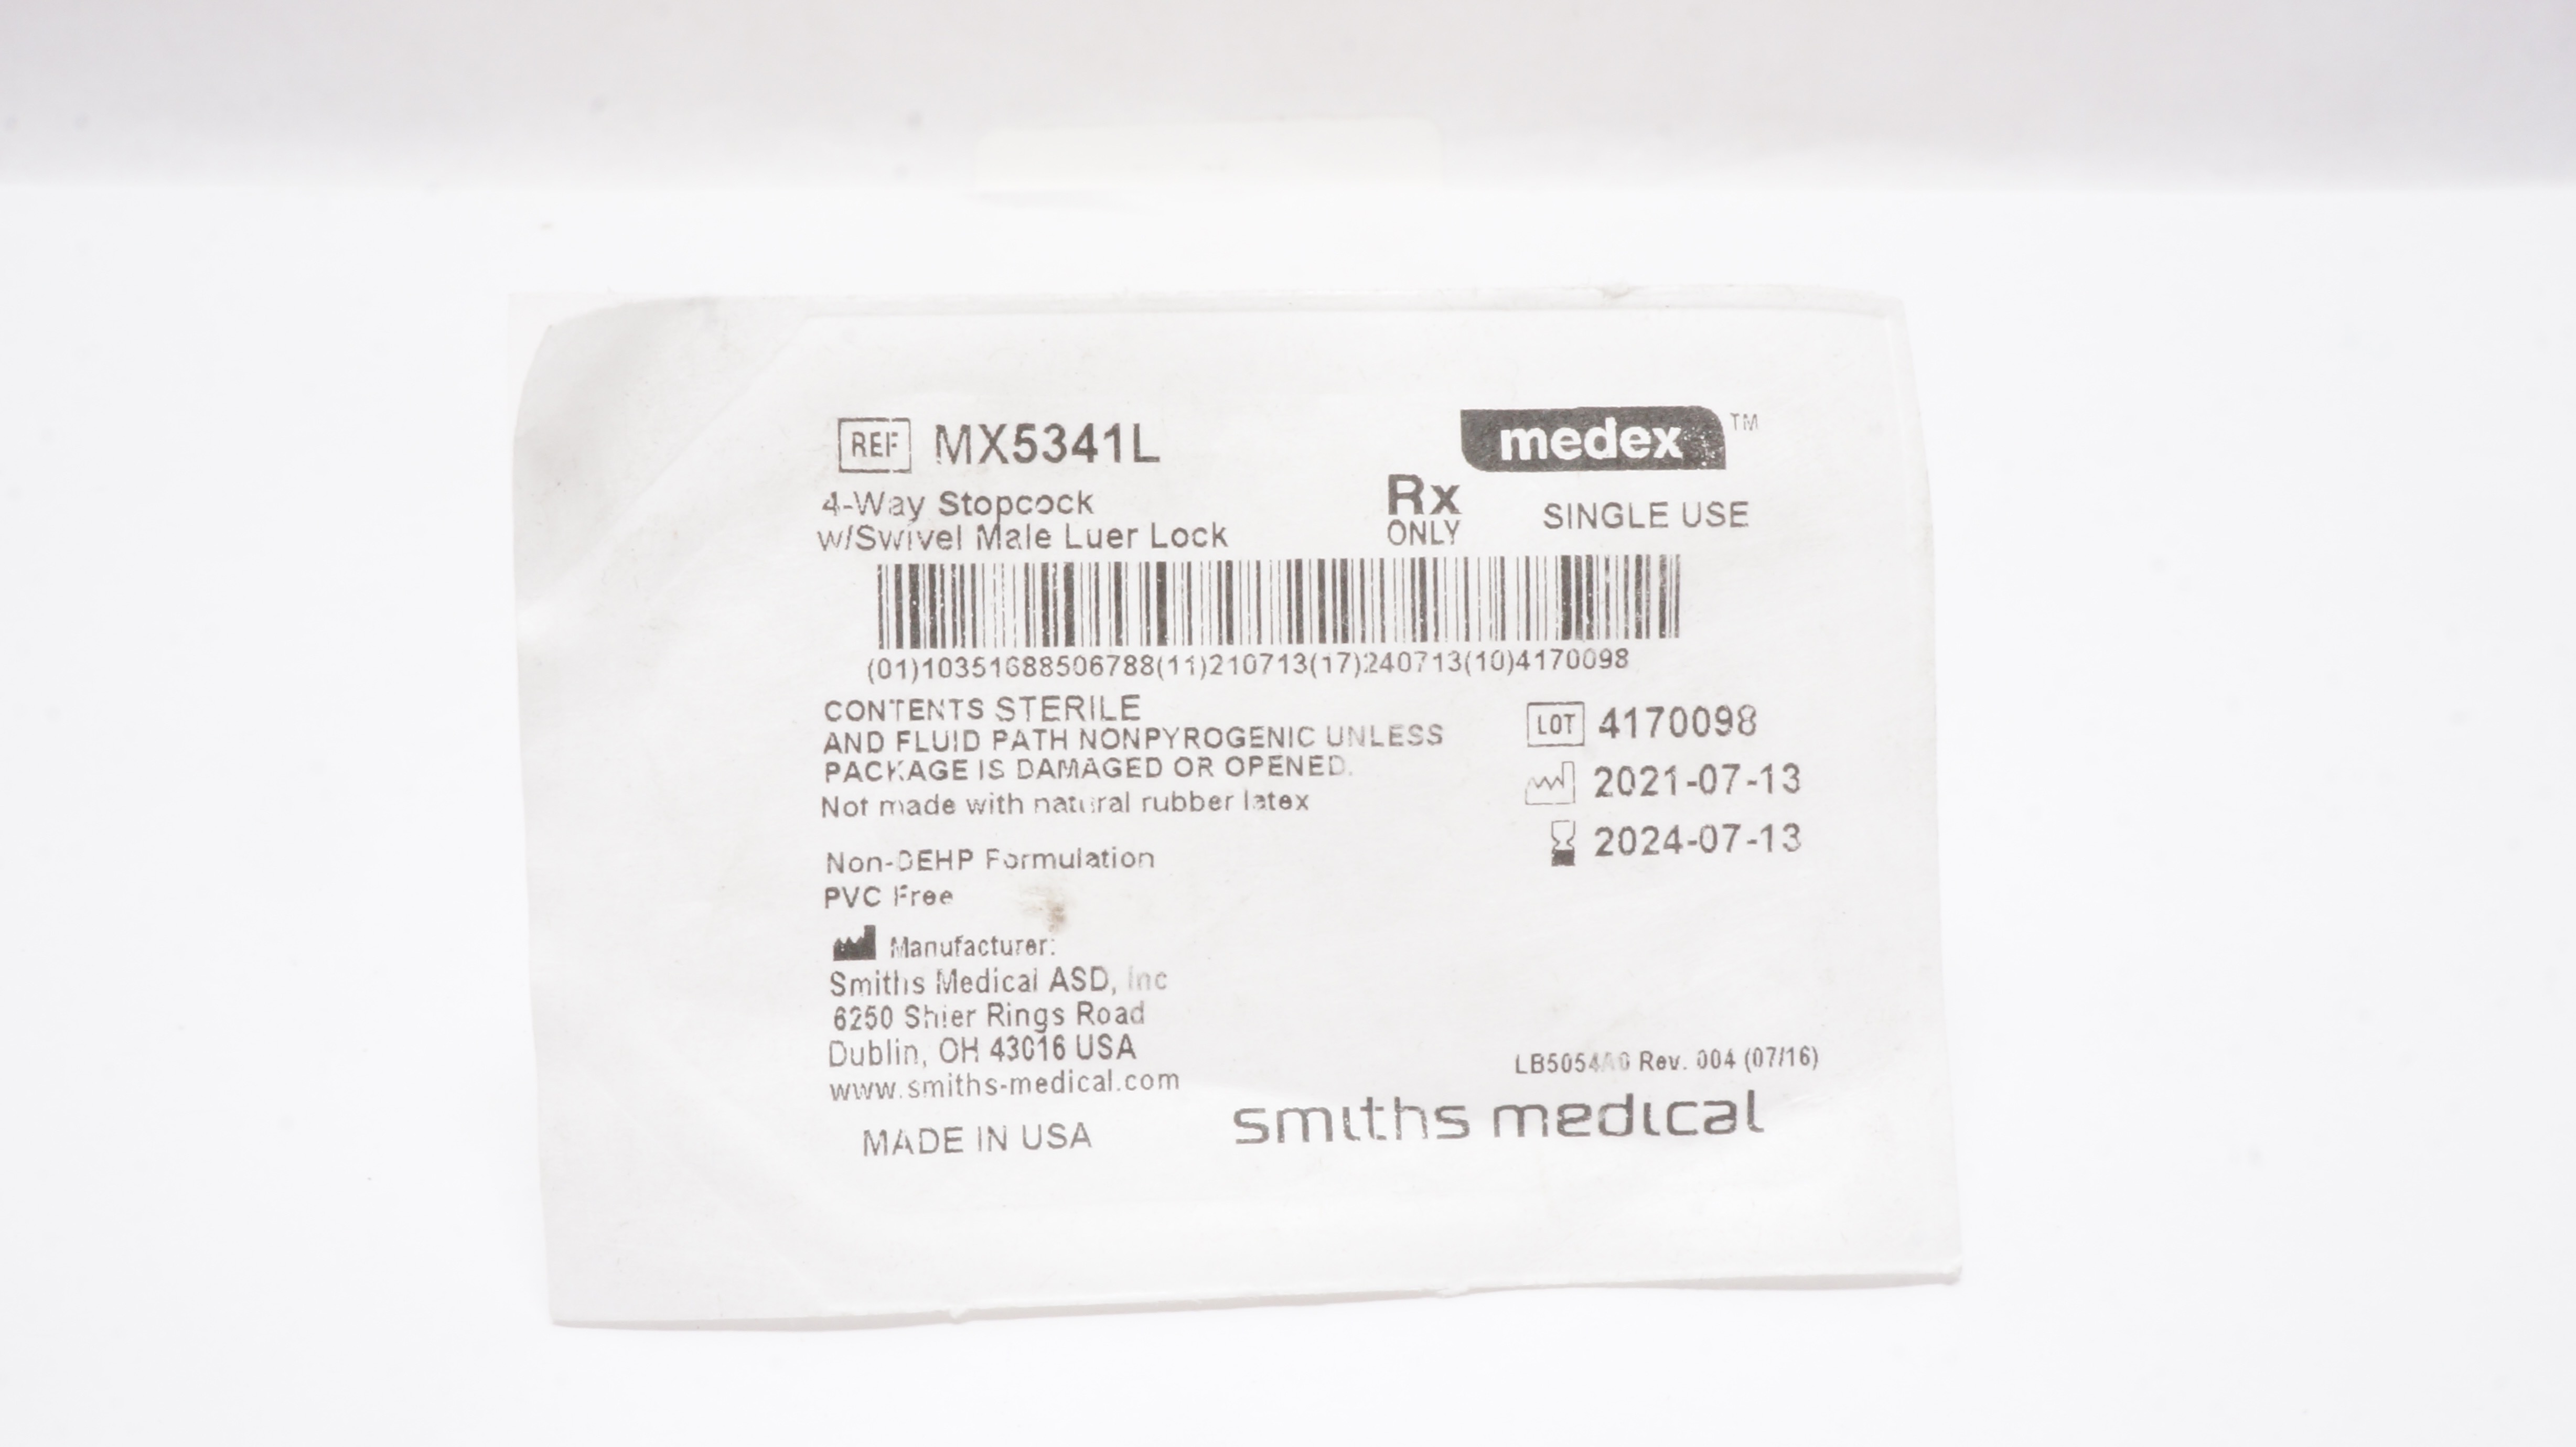 REF MX5341L
medex TM
4-Way Stopcock
w/Swivel Male Luer Lock
Rx
ONLY
SINGLE USE
(01)10351688506788(11)210713(17)240713(10)4170098
CONTENTS STERILE
AND FLUID PATH NONPYROGENIC UNLESS
PACKAGE IS DAMAGED OR OPENED.
Not made with natural rubber latex
LOT 4170098
2021-07-13
2024-07-13
Non-DEHP Formulation
PVC Free
Manufacturer:
Smiths Medical ASD, Inc
6250 Shier Rings Road
Dublin, OH 43016 USA
www.smiths-medical.com
MADE IN USA
Rev. 004 (07/16)
smiths medical